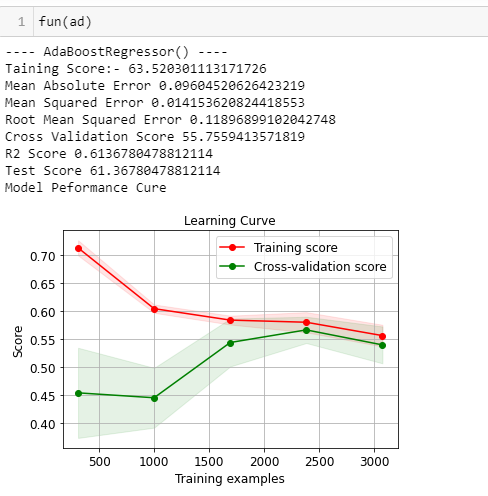 1 fun(ad)
---- AdaBoostRegressor() ----
Taining Score:- 63.520301113171726
Mean Absolute Error 0.09604520626423219
Mean Squared Error 0.014153620824418553
Root Mean Squared Error 0.11896899102042748
Cross Validation Score 55.7559413571819
R2 Score 0.6136780478812114
Test Score 61.36780478812114
Model Peformance Cure
Learning Curve
Training score
Cross-validation score
0.70
0.65
0.60
0.55
0.50
0.45
0.40
Score
500 1000 1500 2000 2500 3000
Training examples